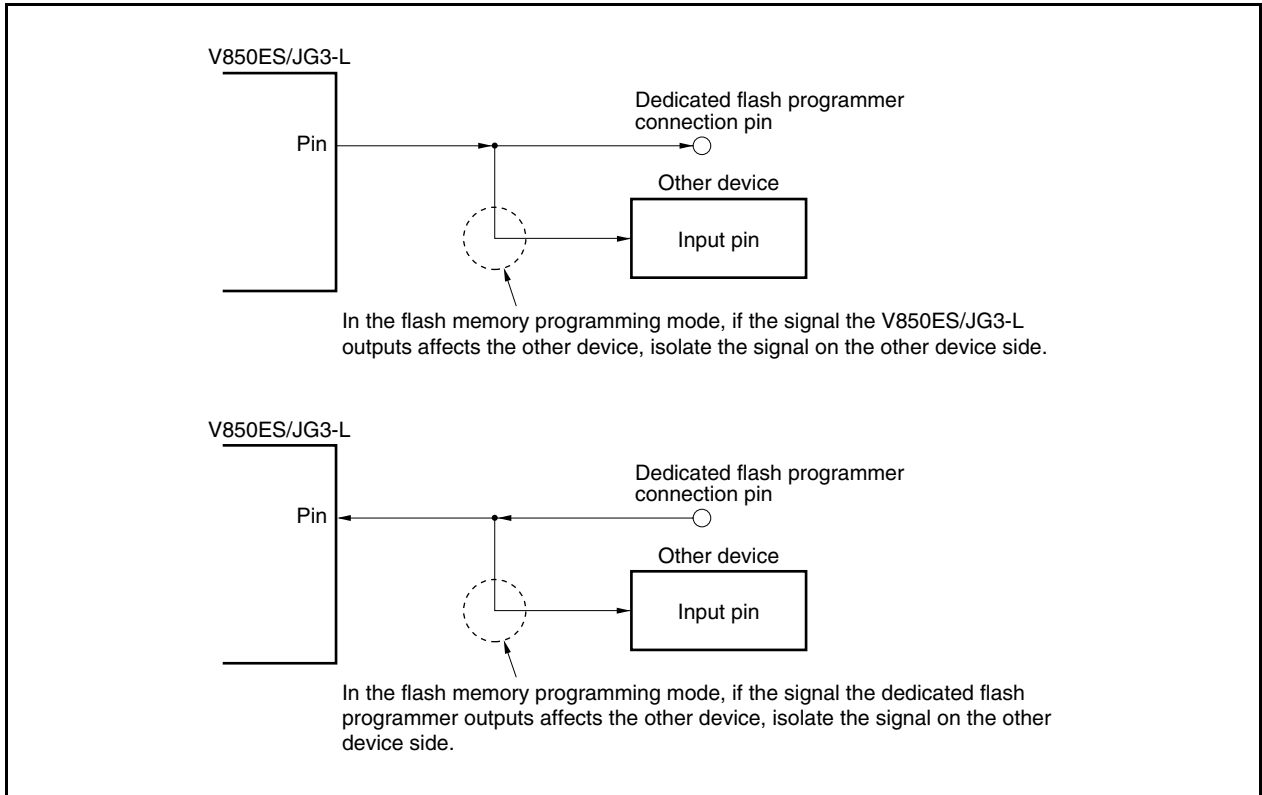 V850ES/JG3-L
Dedicated flash programmer
connection pin
Pin
Other device
Input pin
In the flash memory programming mode, if the signal the V850ES/JG3-L
outputs affects the other device, isolate the signal on the other device side.
V850ES/JG3-L
Dedicated flash programmer
connection pin
Pin
Other device
Input pin
In the flash memory programming mode, if the signal the dedicated flash
programmer outputs affects the other device, isolate the signal on the other
device side.